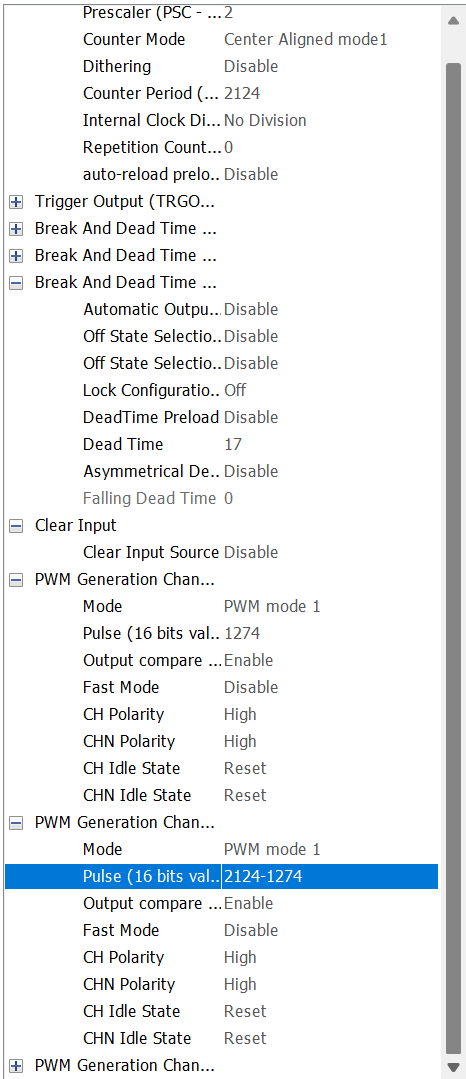 Prescaler (PSC - ... 2
Counter Mode Center Aligned mode1
Dithering Disable
Counter Period (... 2124
Internal Clock Di... No Division
Repetition Count... 0
auto-reload prelo.. Disable
Trigger Output (TRGO...
Break And Dead Time ...
Break And Dead Time ...
Break And Dead Time ...
Automatic Outpu... Disable
Off State Selectio.. Disable
Off State Selectio.. Disable
Lock Configuratio.. Off
DeadTime Preload Disable
Dead Time 17
Asymmetrical De... Disable
Falling Dead Time 0
Clear Input
Clear Input Source Disable
PWM Generation Chan...
Mode PWM mode 1
Pulse (16 bits val.. 1274
Output compare ... Enable
Fast Mode Disable
CH Polarity High
CHN Polarity High
CH Idle State Reset
CHN Idle State Reset
PWM Generation Chan...
Mode PWM mode 1
Pulse (16 bits val.. 2124-1274
Output compare ... Enable
Fast Mode Disable
CH Polarity High
CHN Polarity High
CH Idle State Reset
CHN Idle State Reset
PWM Generation Chan...